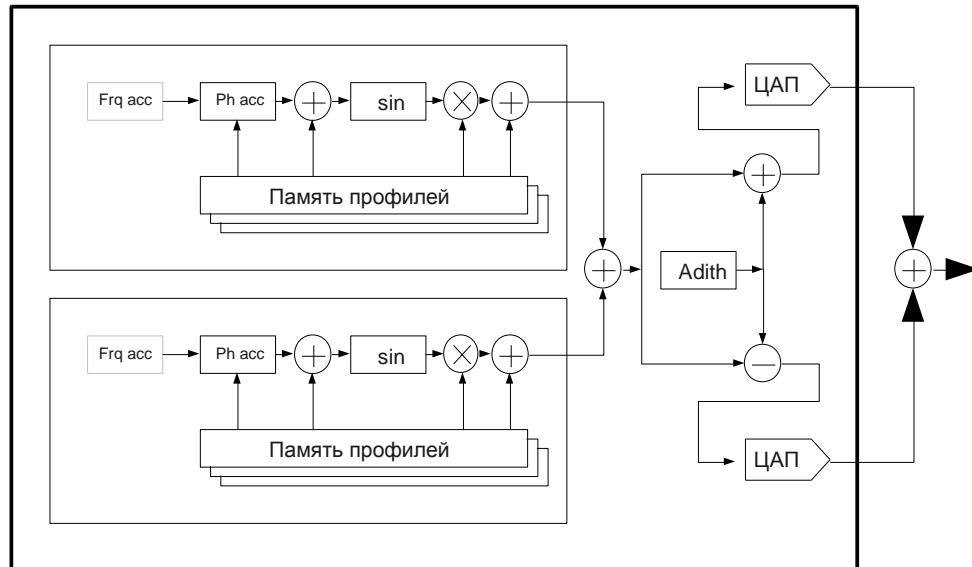 Frq acc
Ph acc
sin
Память профилей
ЦАП
Adith
Frq acc
Ph acc
sin
Память профилей
ЦАП